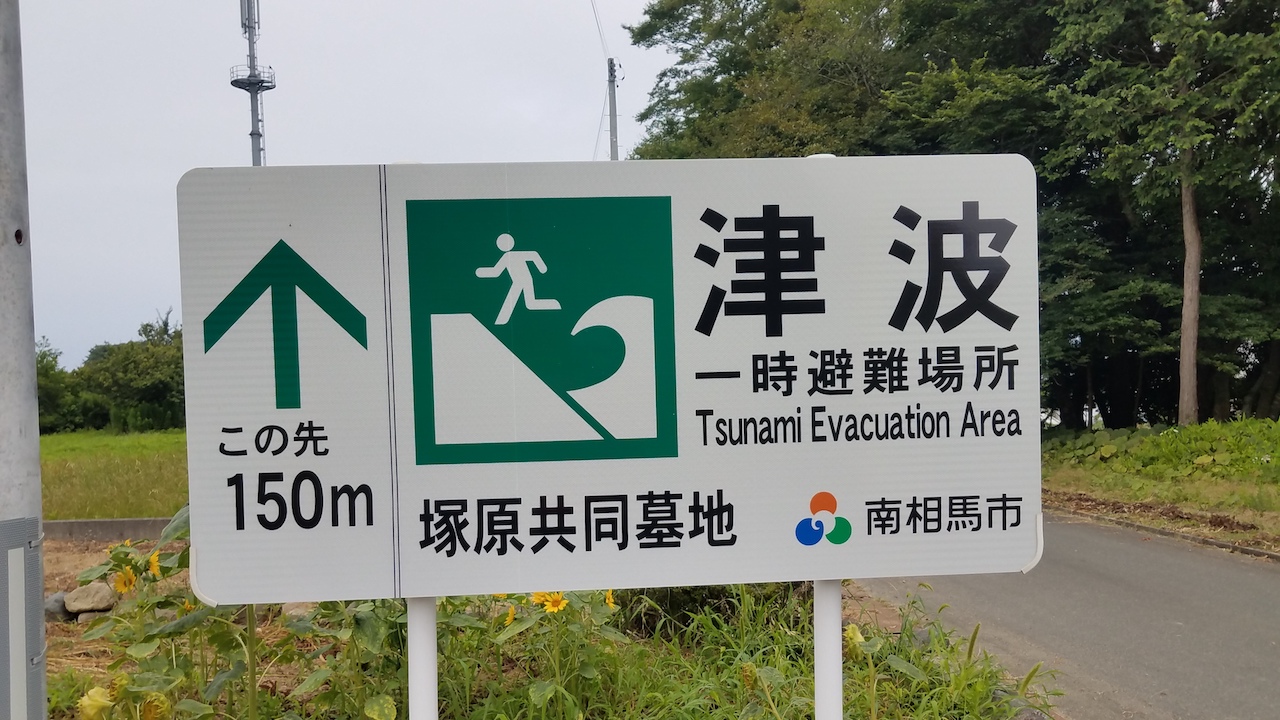 この先
150m
津波
一時避難場所
Tsunami Evacuation Area
塚原共同墓地
南相馬市